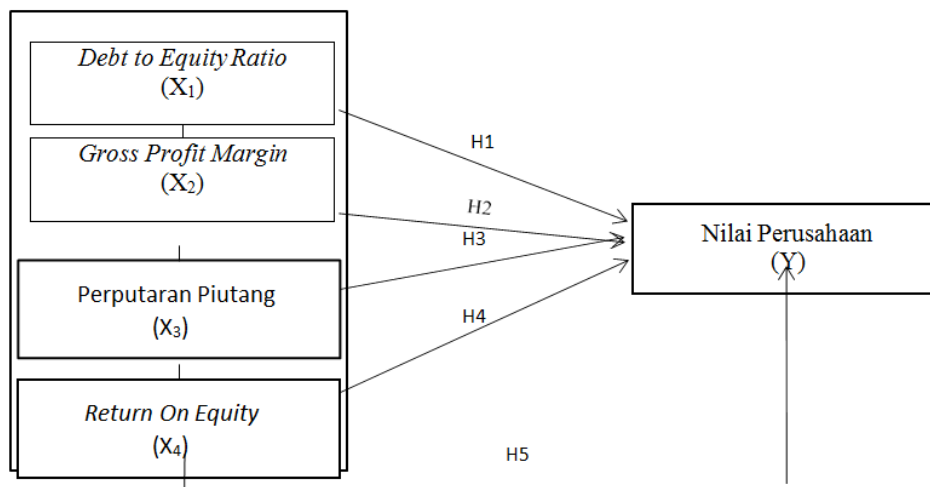 Debt to Equity Ratio
(X₁)
H1
Gross Profit Margin
(X₂)
H2
H3
Nilai Perusahaan
(Y)
Perputaran Piutang
(X₃)
H4
Return On Equity
(X₄)
H5